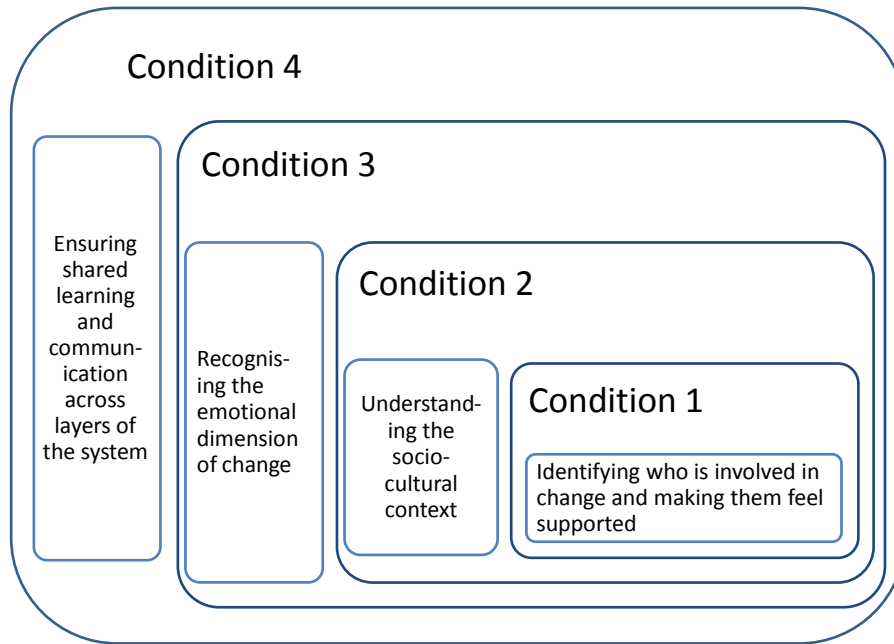 Condition 4
Ensuring
shared
learning
and
commun-
ication
across
layers of
the system
Condition 3
Recognis-
ing the
emotional
dimension
of change
Condition 2
Understand-
ing the
socio-
cultural
context
Condition 1
Identifying who is involved in
change and making them feel
supported